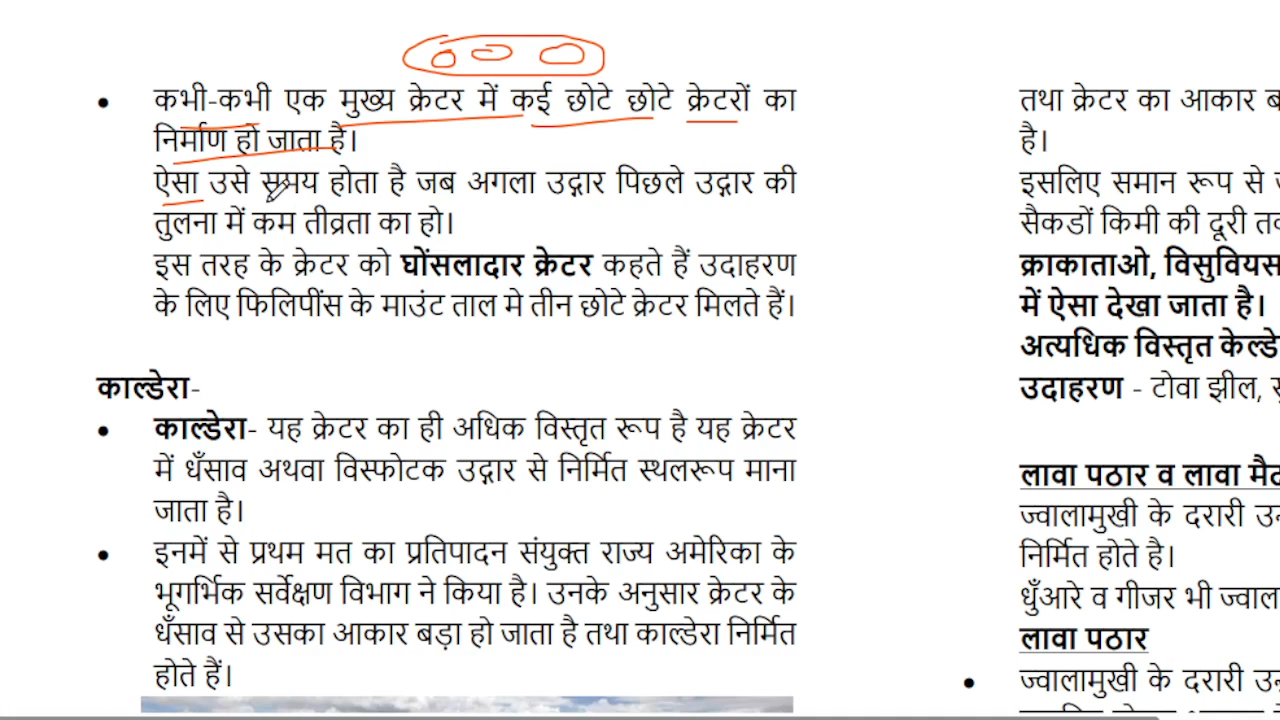 • कभी-कभी एक मुख्य क्रेटर में कई छोटे छोटे क्रेटरों का
निर्माण हो जाता है।
ऐसा उसे समय होता है जब अगला उद्गार पिछले उद्गार की
तुलना में कम तीव्रता का हो।
इस तरह के क्रेटर को घोंसलादार क्रेटर कहते हैं उदाहरण
के लिए फिलिपींस के माउंट ताल मे तीन छोटे क्रेटर मिलते हैं।
काल्डेरा-
• काल्डेरा- यह क्रेटर का ही अधिक विस्तृत रूप है यह क्रेटर
में धँसाव अथवा विस्फोटक उद्गार से निर्मित स्थलरूप माना
जाता है।
• इनमें से प्रथम मत का प्रतिपादन संयुक्त राज्य अमेरिका के
भूगर्भिक सर्वेक्षण विभाग ने किया है। उनके अनुसार क्रेटर के
धँसाव से उसका आकार बड़ा हो जाता है तथा काल्डेरा निर्मित
होते हैं।
तथा क्रेटर का आकार
है।
इसलिए समान रूप से
सैकडों किमी की दूरी
क्राकाताओ, विसुवियस
में ऐसा देखा जाता है।
अत्यधिक विस्तृत
उदाहरण - टोवा झील,
लावा पठार व लावा
ज्वालामुखी के दरारी
निर्मित होते है।
धुँआरे व गीजर भी
लावा पठार
• ज्वालामुखी के दरारी